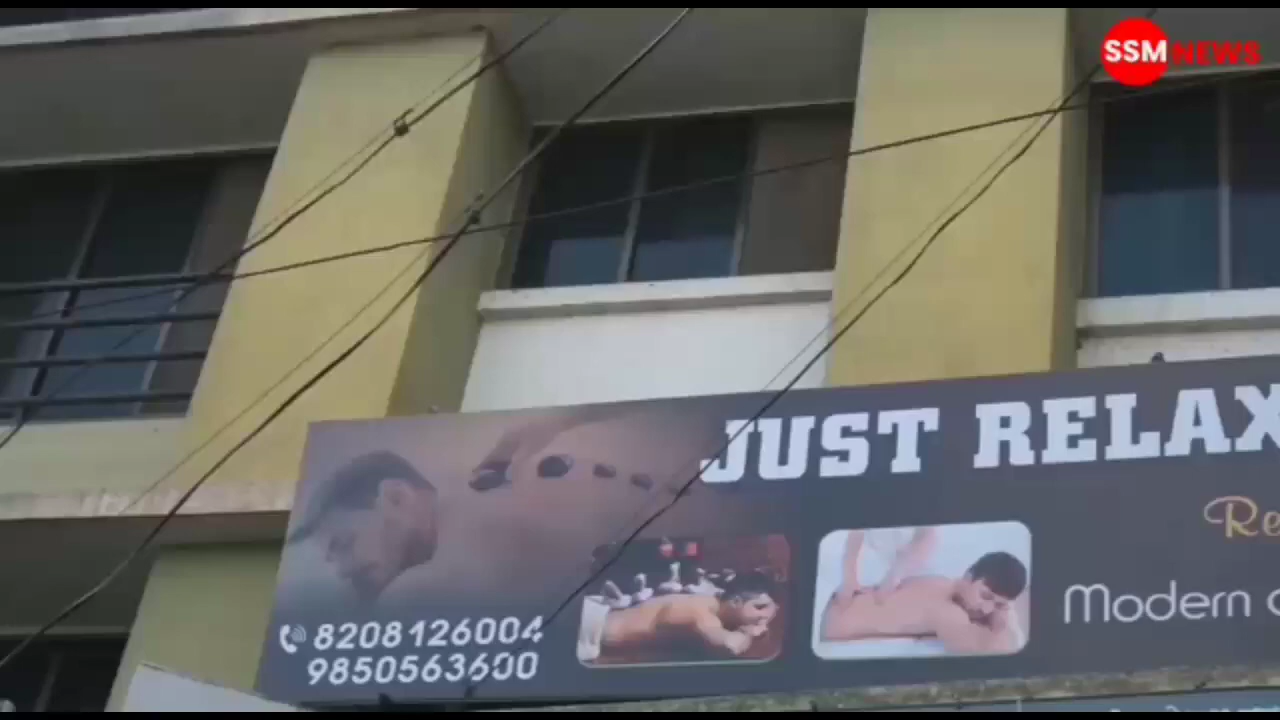 SSM NEWS
JUST RELAX
Modern
8208126004
9850563600